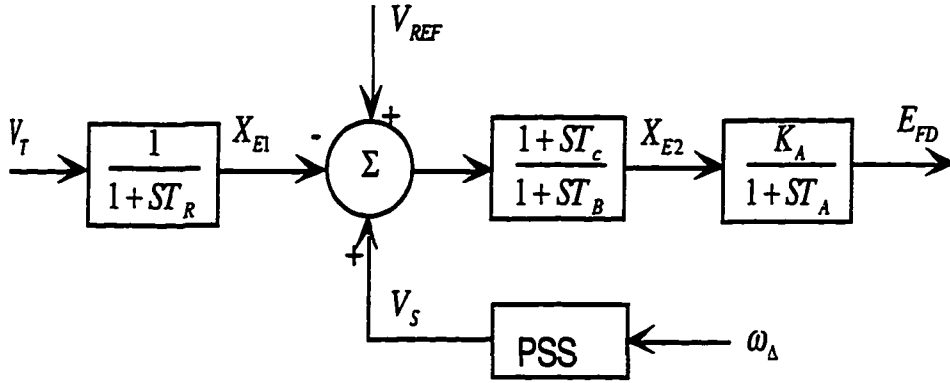 V_REF
+
V_T
1
1 + ST_R
X_E1
-
Σ
1 + ST_c
1 + ST_B
X_E2
K_A
1 + ST_A
E_FD
+
V_S
PSS
ω_Δ